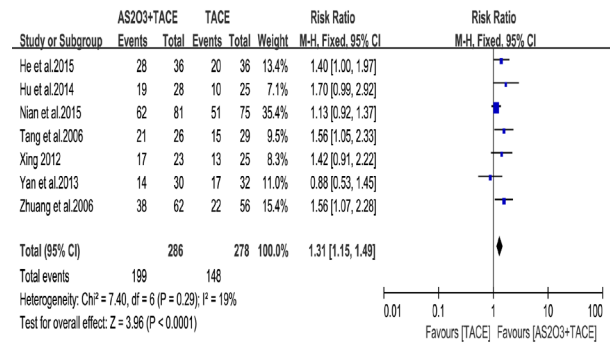 AS2O3+TACE TACE Risk Ratio Risk Ratio
Study or Subgroup Events Total Events Total Weight M-H. Fixed. 95% CI M-H. Fixed. 95% CI
He et al.2015 28 36 20 36 13.4% 1.40 [1.00, 1.97]
Hu et al.2014 19 28 10 25 7.1% 1.70 [0.99, 2.92]
Nian et al.2015 62 81 51 75 35.4% 1.13 [0.92, 1.37]
Tang et al.2006 21 26 15 29 9.5% 1.56 [1.05, 2.33]
Xing 2012 17 23 13 25 8.3% 1.42 [0.91, 2.22]
Yan et al.2013 14 30 17 32 11.0% 0.88 [0.53, 1.45]
Zhuang et al.2006 38 62 22 56 15.4% 1.56 [1.07, 2.28]
Total (95% CI) 286 278 100.0% 1.31 [1.15, 1.49]
Total events 199 148
Heterogeneity: Chi² = 7.40, df = 6 (P = 0.29); I² = 19%
Test for overall effect: Z = 3.96 (P < 0.0001)
0.01 0.1 1 10 100
Favours [TACE] Favours [AS2O3+TACE]